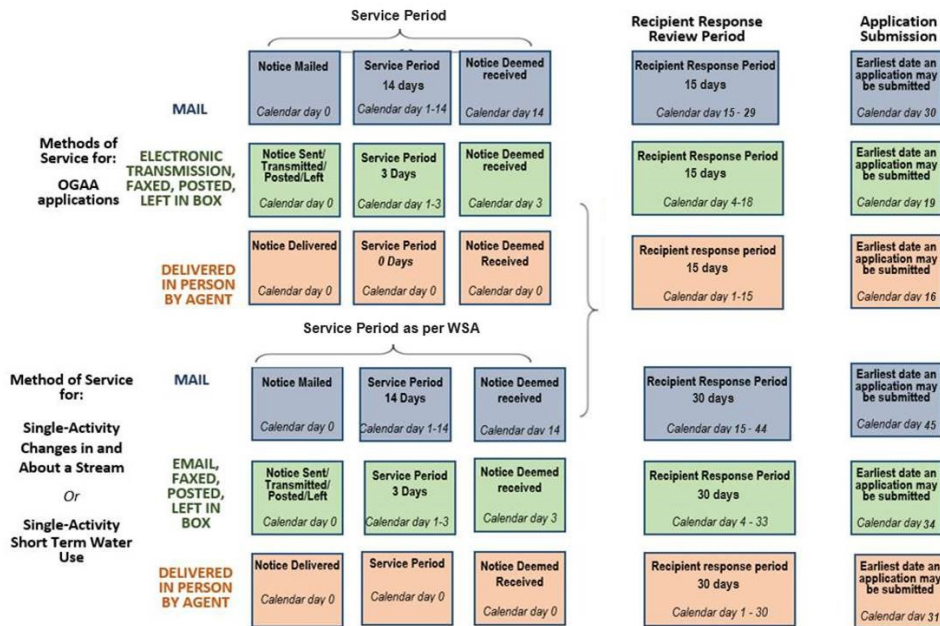 Service Period
Recipient Response
Review Period
Application
Submission
Methods of
Service for:
OGAA
applications
MAIL
Notice Mailed
Calendar day 0
Service Period
14 days
Calendar day 1-14
Notice Deemed
received
Calendar day 14
Recipient Response Period
15 days
Calendar day 15 - 29
Earliest date an
application may
be submitted
Calendar day 30
ELECTRONIC
TRANSMISSION,
FAXED, POSTED,
LEFT IN BOX
Notice Sent/
Transmitted/
Posted/Left
Calendar day 0
Service Period
3 Days
Calendar day 1-3
Notice Deemed
received
Calendar day 3
Recipient Response Period
15 days
Calendar day 4-18
Earliest date an
application may
be submitted
Calendar day 19
DELIVERED
IN PERSON
BY AGENT
Notice Delivered
Calendar day 0
Service Period
0 Days
Calendar day 0
Notice Deemed
Received
Calendar day 0
Recipient response period
15 days
Calendar day 1-15
Earliest date an
application may
be submitted
Calendar day 16
Service Period as per WSA
Method of Service
for:
Single-Activity
Changes in and
About a Stream
Or
Single-Activity
Short Term Water
Use
MAIL
Notice Mailed
Calendar day 0
Service Period
14 Days
Calendar day 1-14
Notice Deemed
received
Calendar day 14
Recipient Response Period
30 days
Calendar day 15 - 44
Earliest date an
application may
be submitted
Calendar day 45
EMAIL,
FAXED,
POSTED,
LEFT IN
BOX
Notice Sent/
Transmitted/
Posted/Left
Calendar day 0
Service Period
3 Days
Calendar day 1-3
Notice Deemed
received
Calendar day 3
Recipient Response Period
30 days
Calendar day 4 - 33
Earliest date an
application may
be submitted
Calendar day 34
DELIVERED
IN PERSON
BY AGENT
Notice Delivered
Calendar day 0
Service Period
Calendar day 0
Notice Deemed
Received
Calendar day 0
Recipient response period
30 days
Calendar day 1 - 30
Earliest date an
application may
be submitted
Calendar day 31